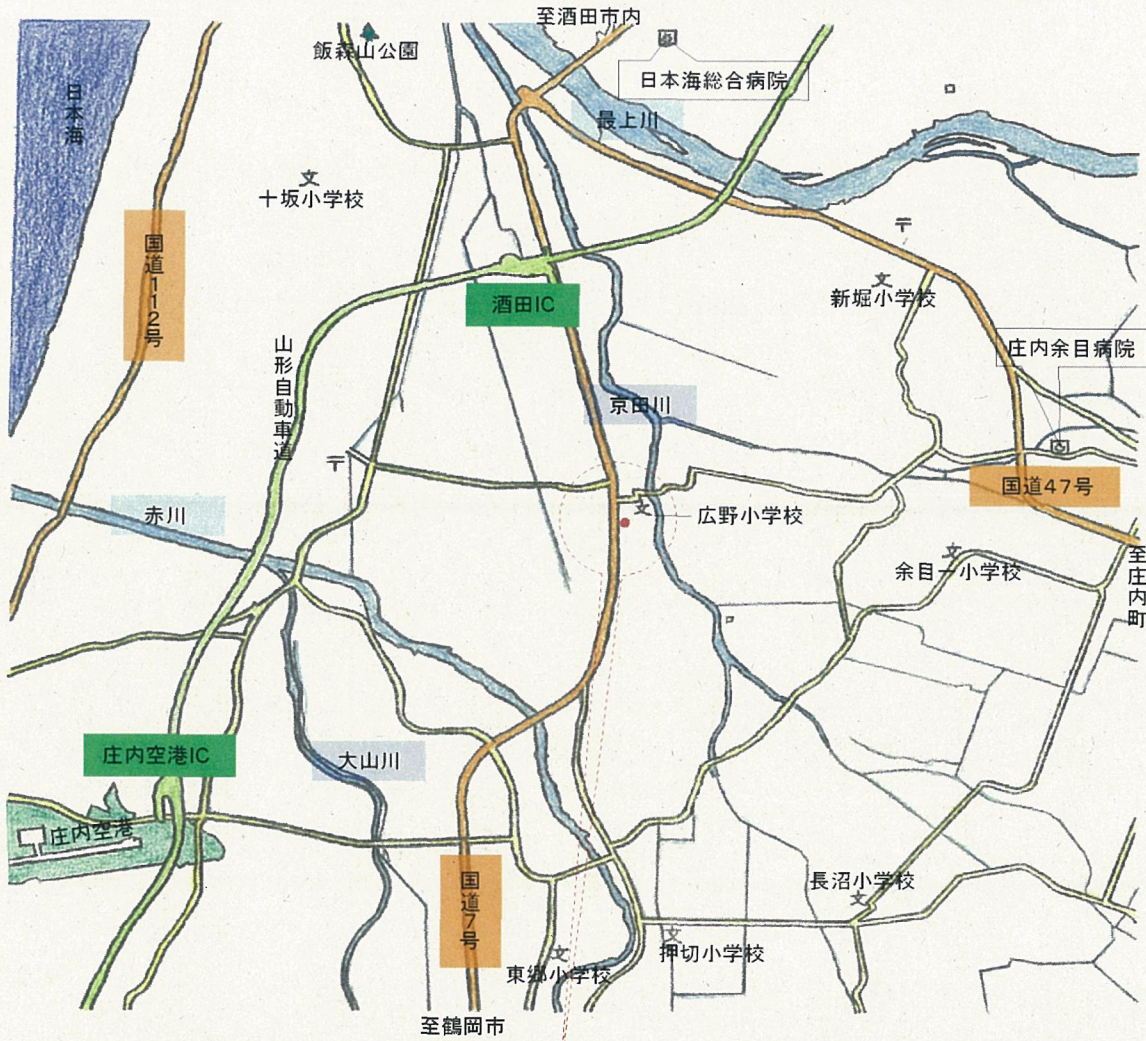 至酒田市内
飯森山公園
日本海総合病院
日本海
最上川
十坂小学校
国道112号
新堀小学校
酒田IC
庄内余目病院
山形自動車道
京田川
国道47号
赤川
広野小学校
余目一小学校
至庄内町
庄内空港IC
大山川
庄内空港
長沼小学校
国道7号
押切小学校
東郷小学校
至鶴岡市